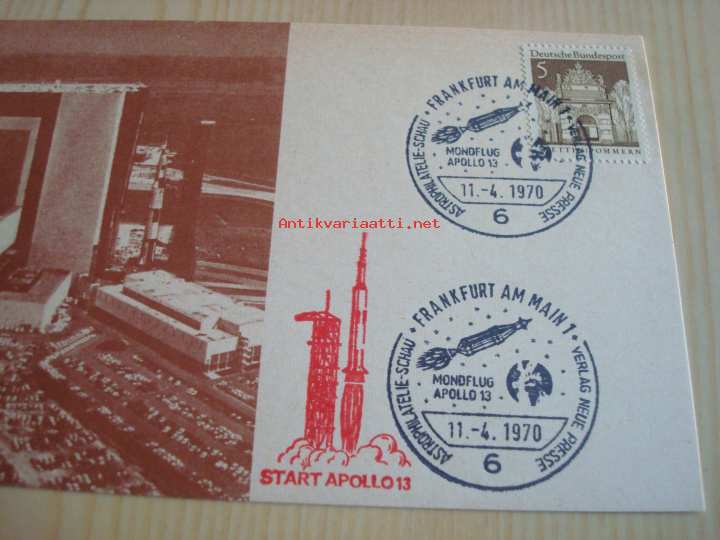 Deutsche Bundespost
5
FRANKFURT AM MAIN 1
ASTROPHILATELIE-SCHAU
VERLAG NEUE PRESSE
MONDFLUG
APOLLO 13
11.-4. 1970
6
Antikvariaatti.net
FRANKFURT AM MAIN 1
ASTROPHILATELIE-SCHAU
VERLAG NEUE PRESSE
MONDFLUG
APOLLO 13
11.-4. 1970
6
START APOLLO 13